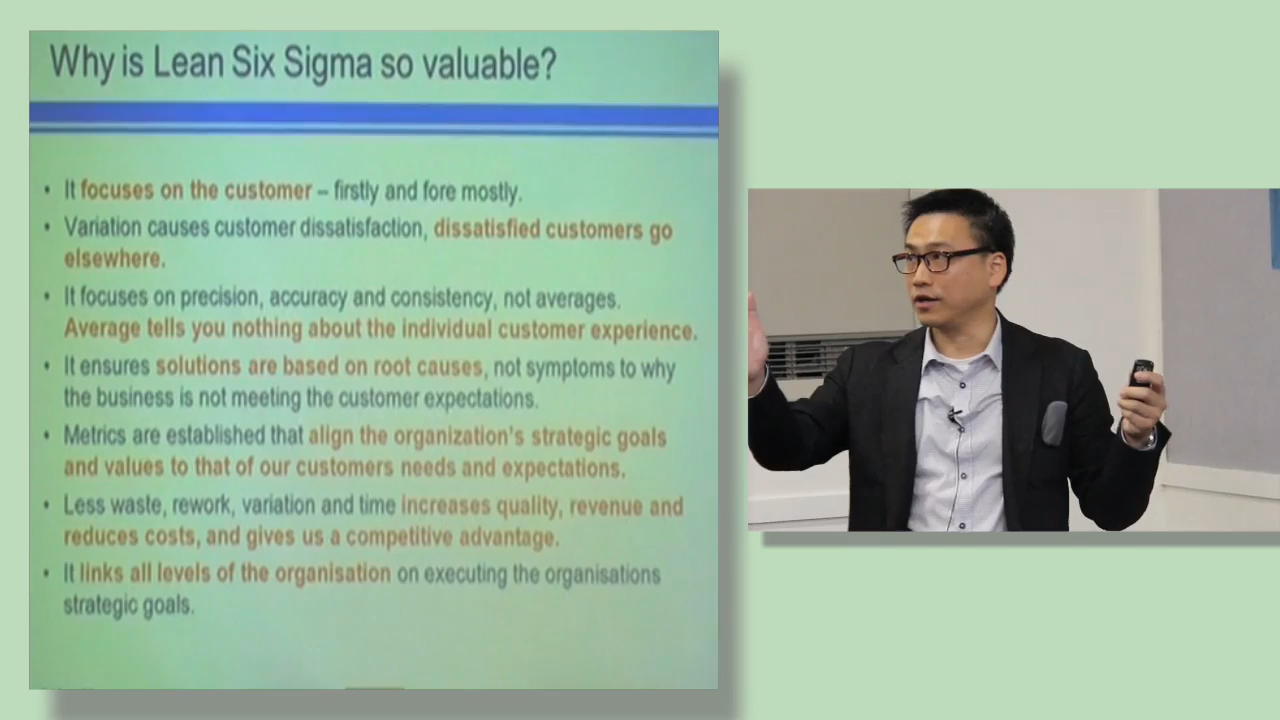 Why is Lean Six Sigma so valuable?
• It focuses on the customer – firstly and fore mostly.
• Variation causes customer dissatisfaction, dissatisfied customers go
elsewhere.
• It focuses on precision, accuracy and consistency, not averages.
Average tells you nothing about the individual customer experience.
• It ensures solutions are based on root causes, not symptoms to why
the business is not meeting the customer expectations.
• Metrics are established that align the organization's strategic goals
and values to that of our customers needs and expectations.
• Less waste, rework, variation and time increases quality, revenue and
reduces costs, and gives us a competitive advantage.
• It links all levels of the organisation on executing the organisations
strategic goals.